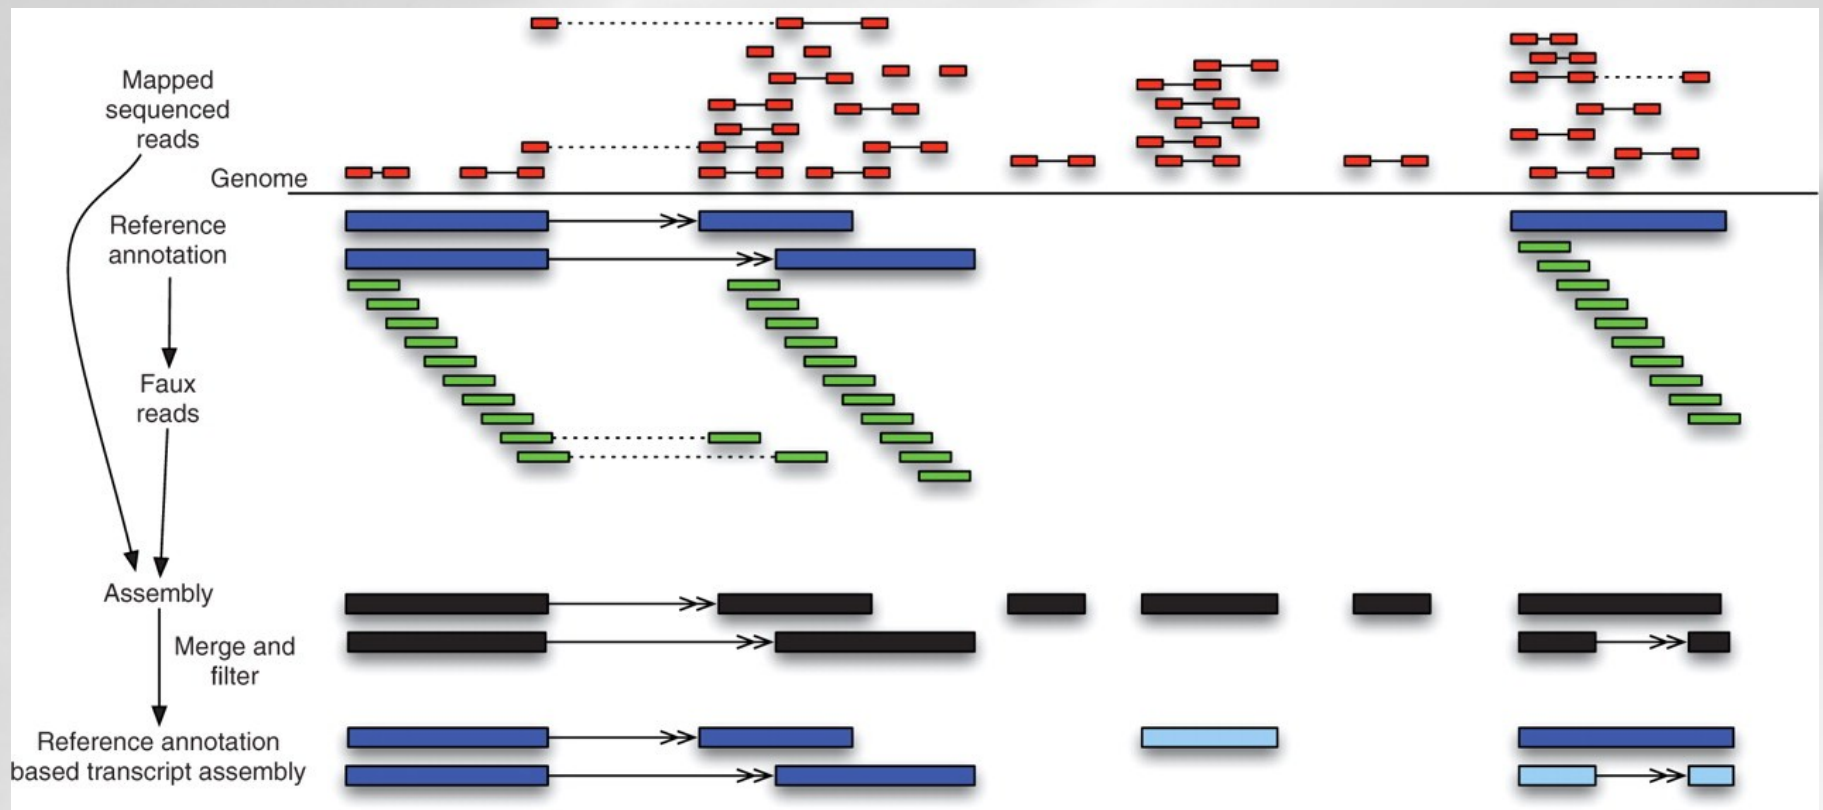 Mapped
sequenced
reads
Genome
Reference
annotation
Faux
reads
Assembly
Merge and
filter
Reference annotation
based transcript assembly